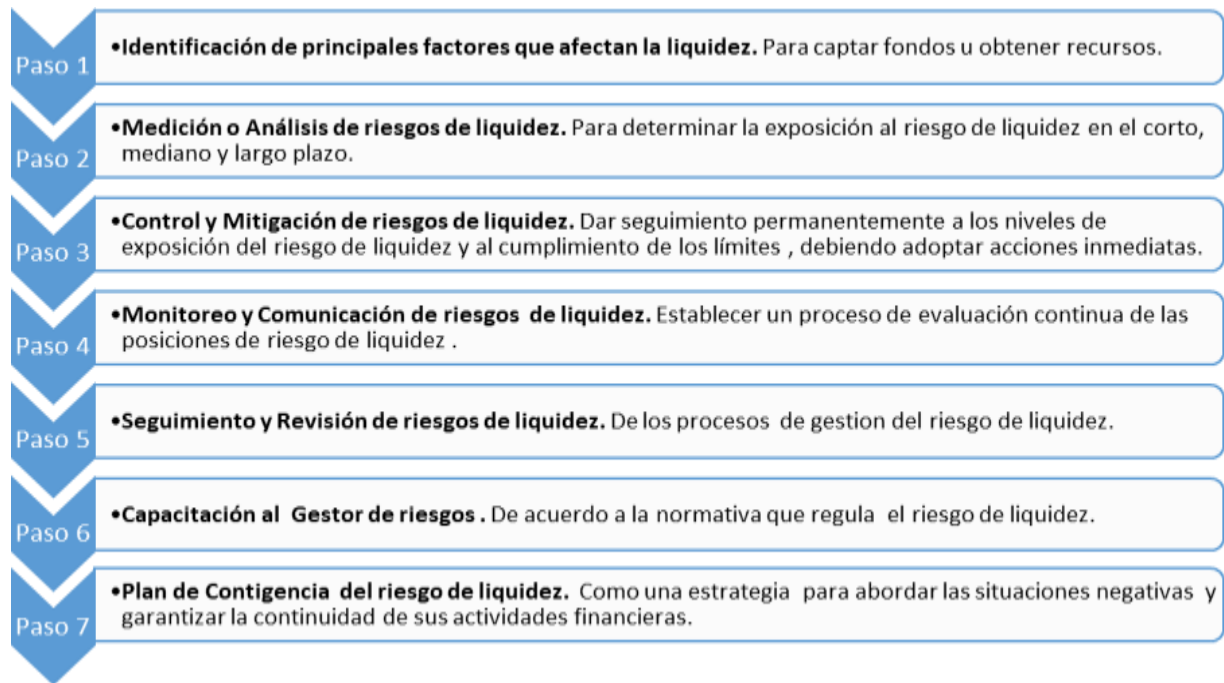 Paso 1
•Identificación de principales factores que afectan la liquidez. Para captar fondos u obtener recursos.
Paso 2
•Medición o Análisis de riesgos de liquidez. Para determinar la exposición al riesgo de liquidez en el corto,
mediano y largo plazo.
Paso 3
•Control y Mitigación de riesgos de liquidez. Dar seguimiento permanentemente a los niveles de
exposición del riesgo de liquidez y al cumplimiento de los límites , debiendo adoptar acciones inmediatas.
Paso 4
•Monitoreo y Comunicación de riesgos de liquidez. Establecer un proceso de evaluación continua de las
posiciones de riesgo de liquidez .
Paso 5
•Seguimiento y Revisión de riesgos de liquidez. De los procesos de gestion del riesgo de liquidez.
Paso 6
•Capacitación al Gestor de riesgos . De acuerdo a la normativa que regula el riesgo de liquidez.
Paso 7
•Plan de Contigencia del riesgo de liquidez. Como una estrategia para abordar las situaciones negativas y
garantizar la continuidad de sus actividades financieras.